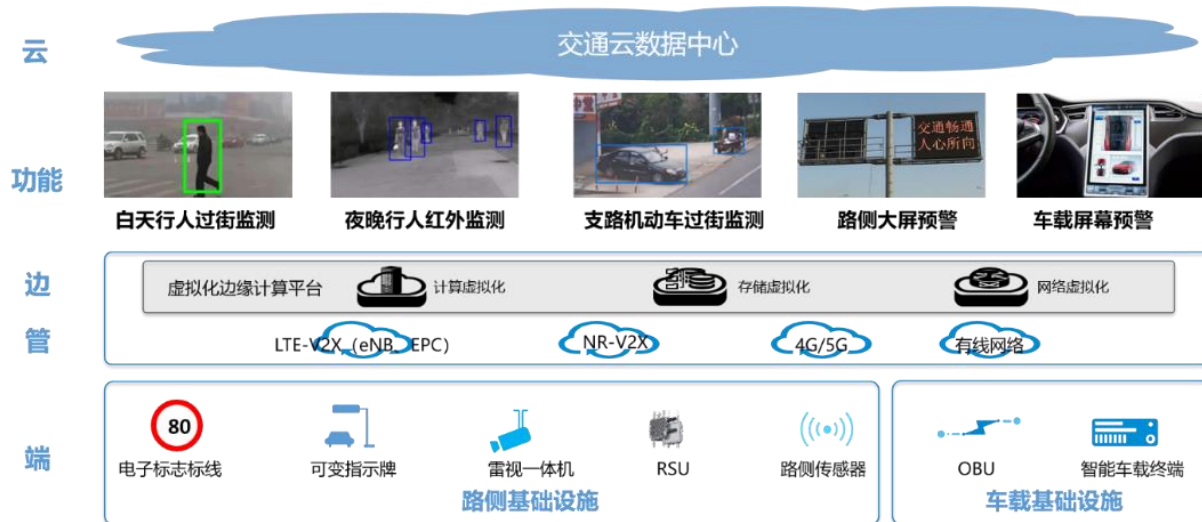 云
交通云数据中心
功能
交通畅通
人心所向
白天行人过街监测
夜晚行人红外监测
支路机动车过街监测
路侧大屏预警
车载屏幕预警
边
虚拟化边缘计算平台
计算虚拟化
存储虚拟化
网络虚拟化
管
LTE-V2X（eNB、EPC）
NR-V2X
4G/5G
有线网络
端
80
电子标志标线
可变指示牌
雷视一体机
RSU
路侧传感器
OBU
智能车载终端
路侧基础设施
车载基础设施